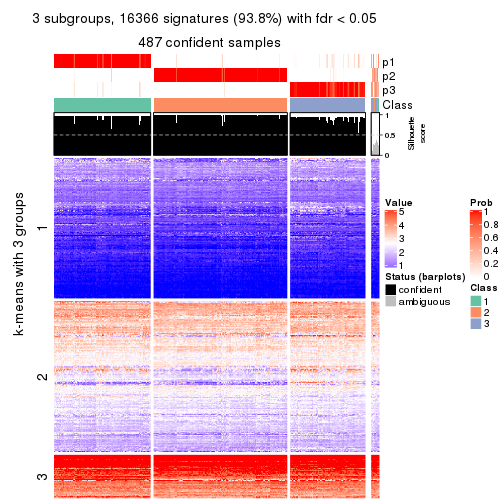 3 subgroups, 16366 signatures (93.8%) with fdr < 0.05
487 confident samples
p1
p2
p3
Class
1
0.5
0
Silhouette
score
k-means with 3 groups
1
2
3
Value
5
4
3
2
1
Status (barplots)
confident
ambiguous
Prob
1
0.8
0.6
0.4
0.2
0
Class
1
2
3